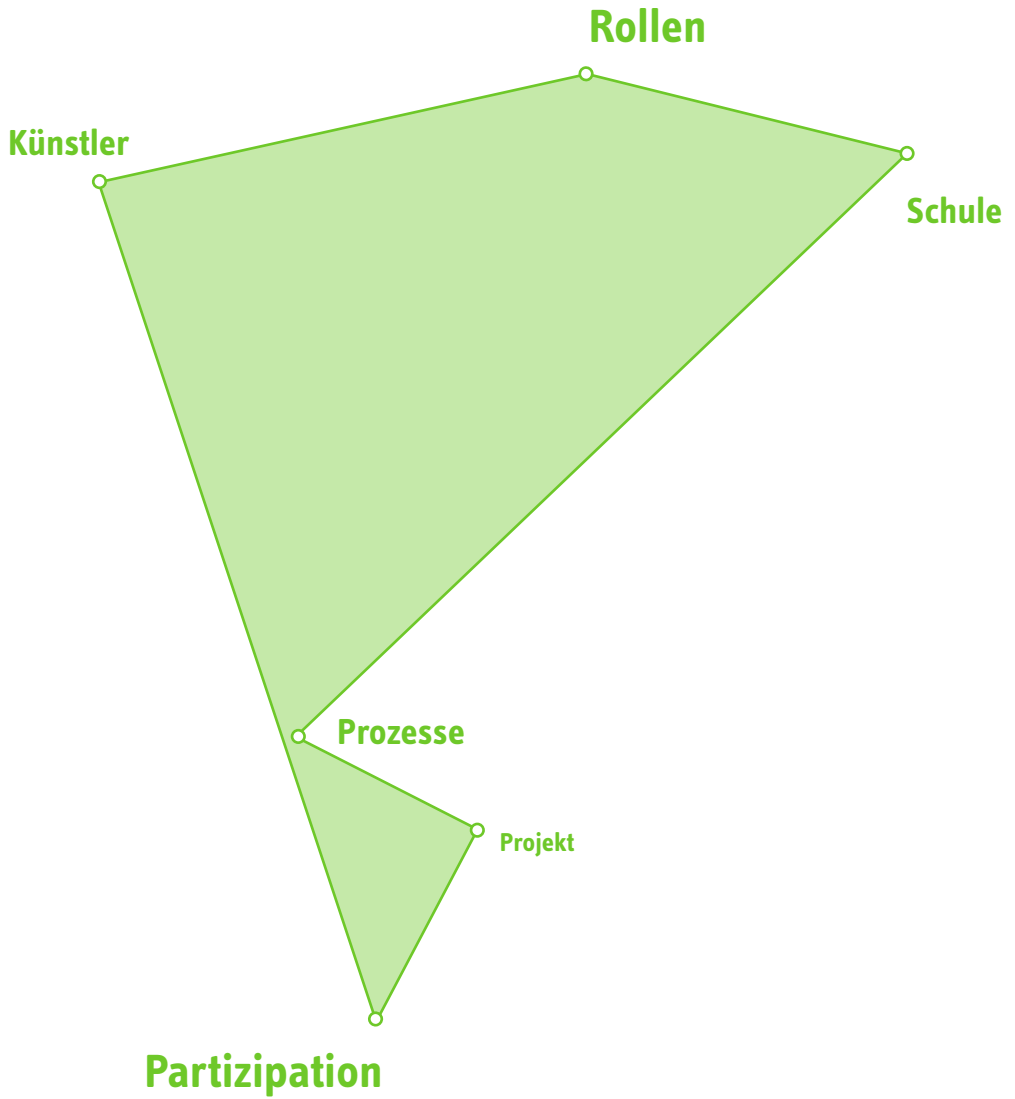 Rollen
Künstler
Schule
Prozesse
Projekt
Partizipation